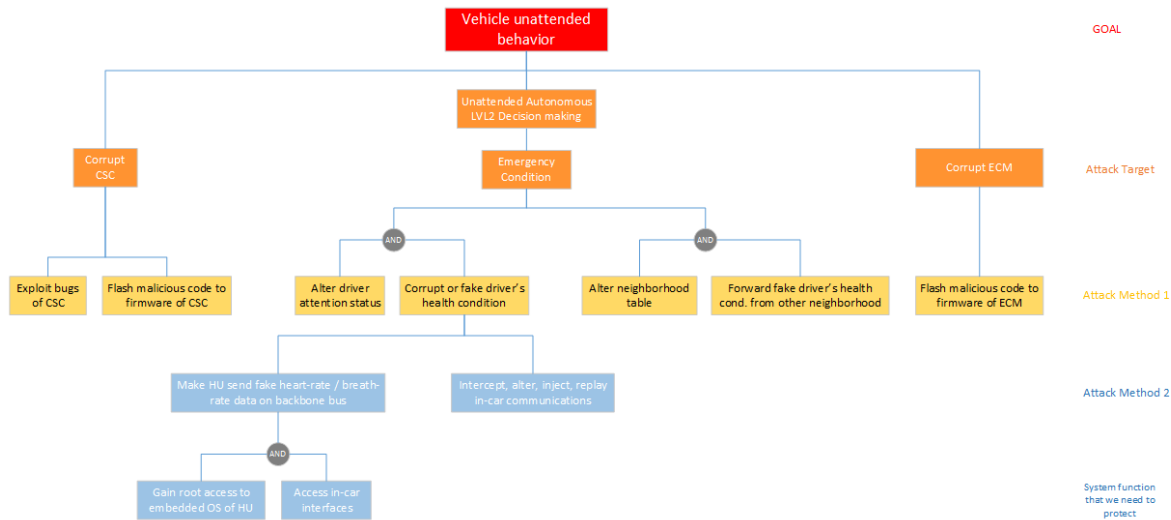 Vehicle unattended
behavior
GOAL
Unattended Autonomous
LVL2 Decision making
Corrupt
CSC
Emergency
Condition
Corrupt ECM
Attack Target
AND
AND
Exploit bugs
of CSC
Flash malicious code to
firmware of CSC
Alter driver
attention status
Corrupt or fake driver's
health condition
Alter neighborhood
table
Forward fake driver's health
cond. from other neighborhood
Flash malicious code to
firmware of ECM
Attack Method 1
Make HU send fake heart-rate / breath-
rate data on backbone bus
Intercept, alter, inject, replay
in-car communications
Attack Method 2
AND
Gain root access to
embedded OS of HU
Access in-car
interfaces
System function
that we need to
protect